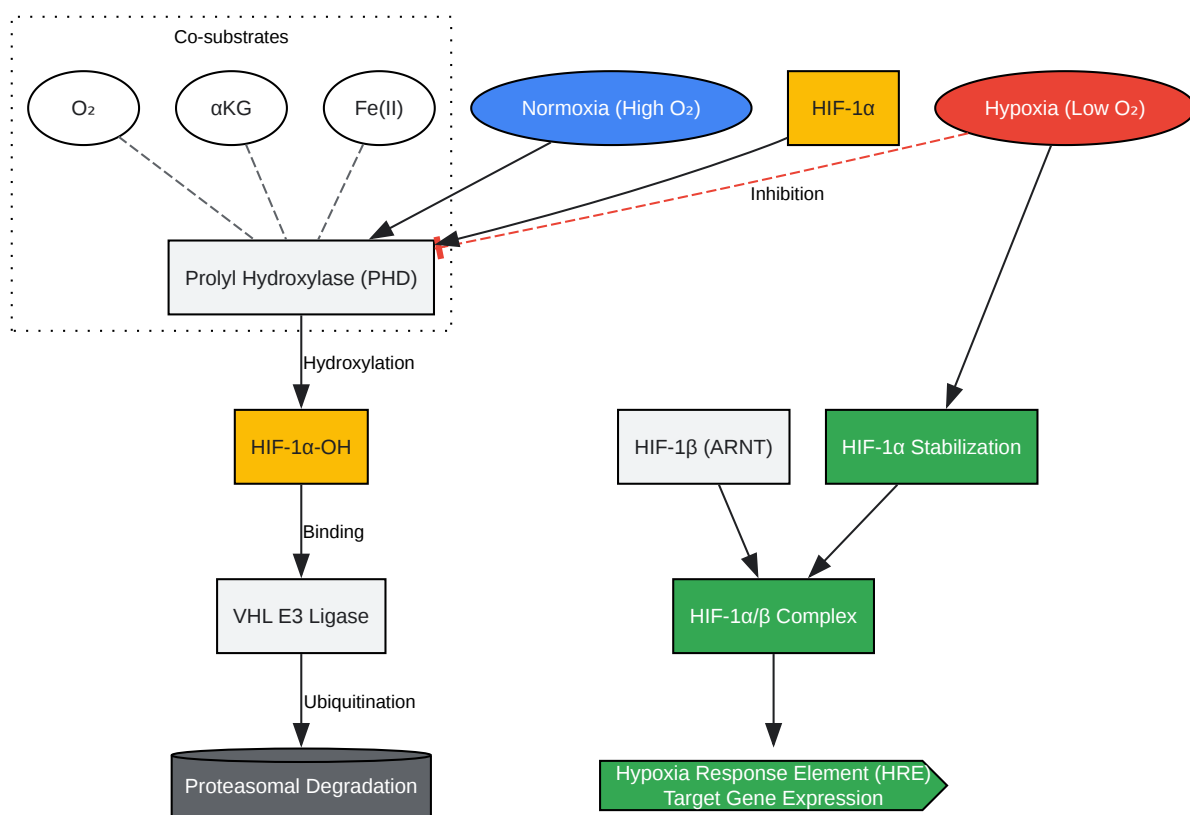 Co-substrates
O₂
αKG
Fe(II)
Normoxia (High O₂)
HIF-1α
Hypoxia (Low O₂)
Inhibition
Prolyl Hydroxylase (PHD)
Hydroxylation
HIF-1α-OH
HIF-1β (ARNT)
HIF-1α Stabilization
Binding
VHL E3 Ligase
HIF-1α/β Complex
Ubiquitination
Proteasomal Degradation
Hypoxia Response Element (HRE)
Target Gene Expression